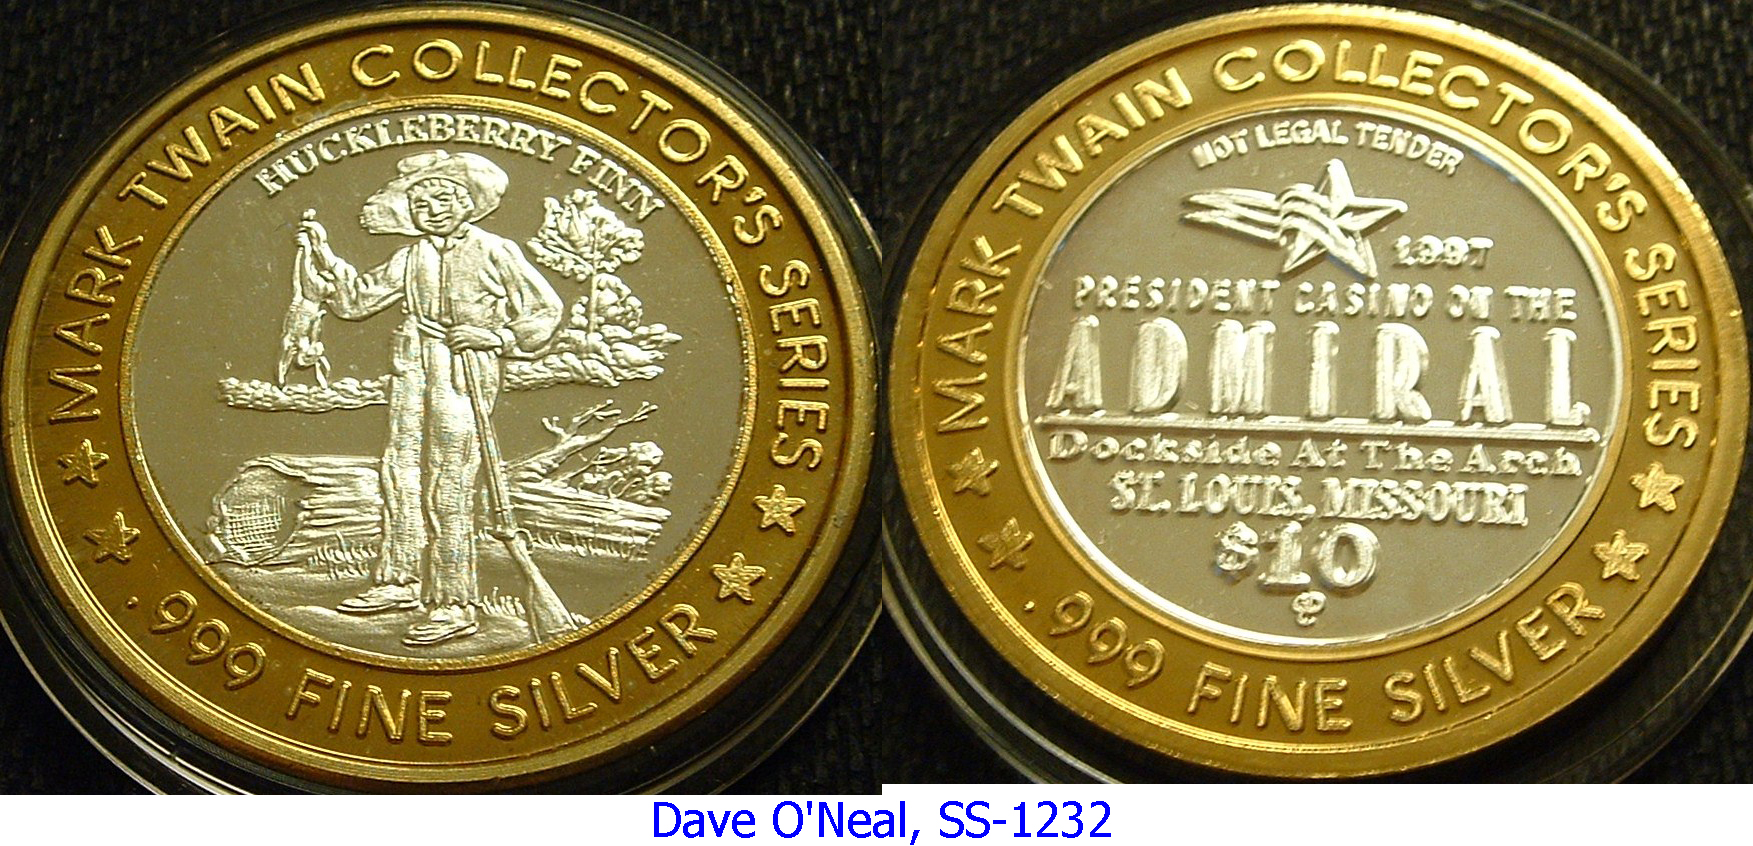 MARK TWAIN COLLECTOR'S SERIES
HUCKLEBERRY FINN
.999 FINE SILVER
MARK TWAIN COLLECTOR'S SERIES
NOT LEGAL TENDER
1997
PRESIDENT CASINO ON THE
ADMIRAL
Dockside At The Arch
ST. LOUIS, MISSOURI
$10
.999 FINE SILVER
Dave O'Neal, SS-1232